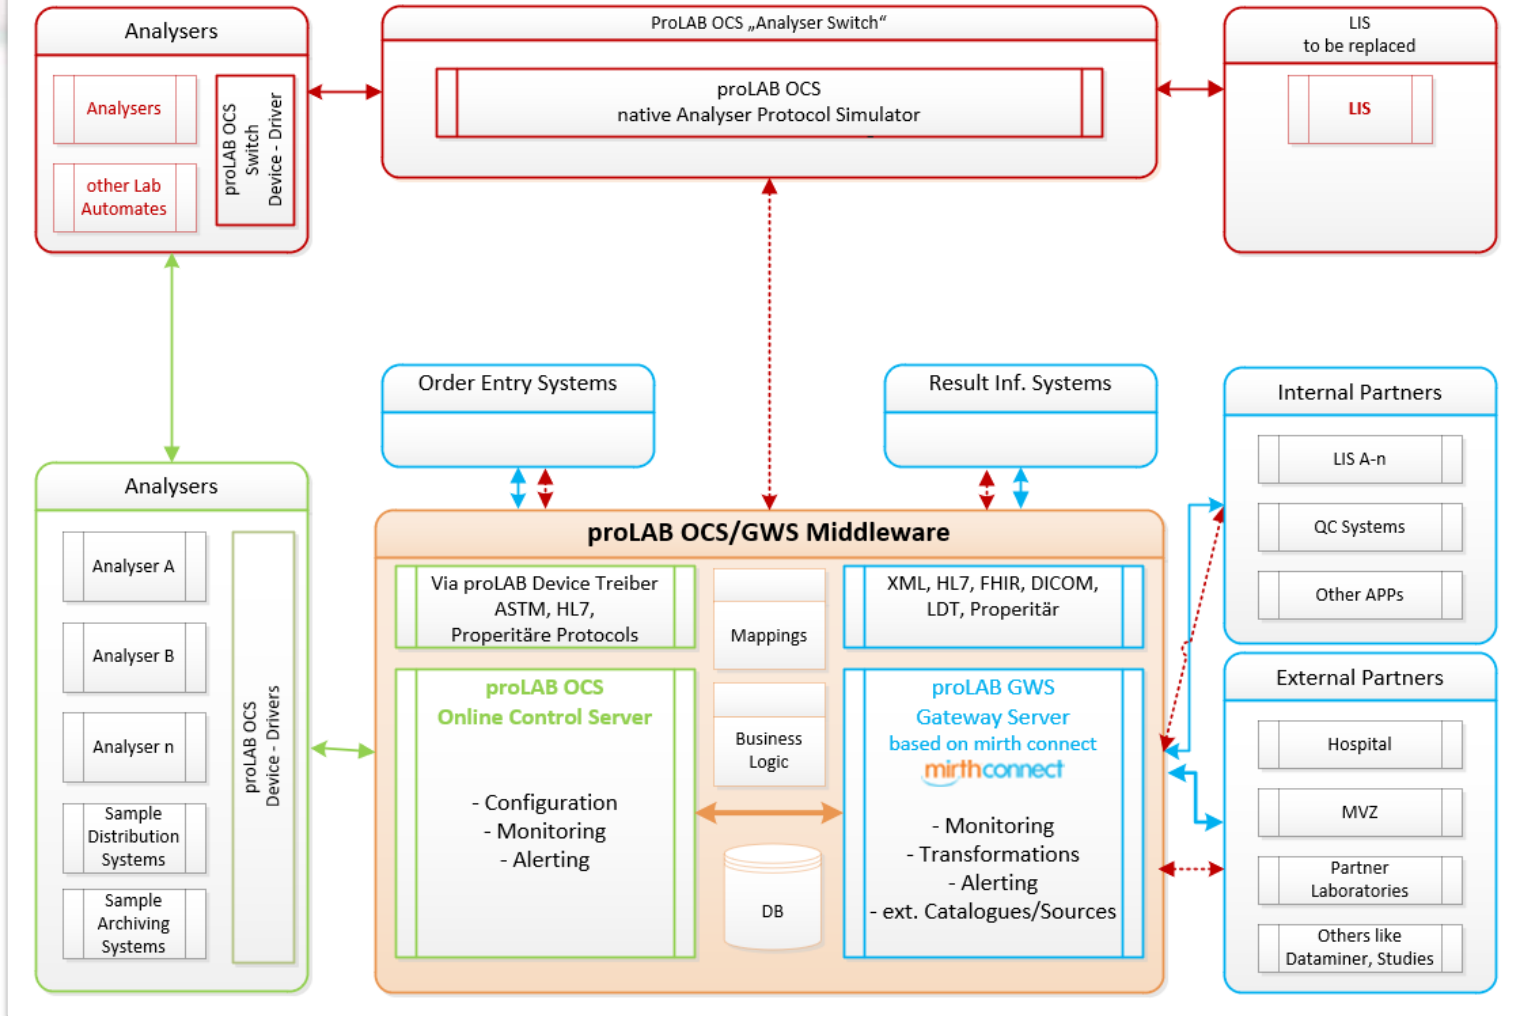 Analysers
Analysers
other Lab
Automates
proLAB OCS
Switch
Device - Driver
ProLAB OCS „Analyser Switch“
proLAB OCS
native Analyser Protocol Simulator
LIS
to be replaced
LIS
Order Entry Systems
Result Inf. Systems
Analysers
Analyser A
Analyser B
Analyser n
Sample
Distribution
Systems
Sample
Archiving
Systems
proLAB OCS
Device - Drivers
proLAB OCS/GWS Middleware
Via proLAB Device Treiber
ASTM, HL7,
Properitäre Protocols
proLAB OCS
Online Control Server
- Configuration
- Monitoring
- Alerting
Mappings
Business
Logic
DB
XML, HL7, FHIR, DICOM,
LDT, Properitär
proLAB GWS
Gateway Server
based on mirth connect
mirthconnect
- Monitoring
- Transformations
- Alerting
- ext. Catalogues/Sources
Internal Partners
LIS A-n
QC Systems
Other APPs
External Partners
Hospital
MVZ
Partner
Laboratories
Others like
Dataminer, Studies